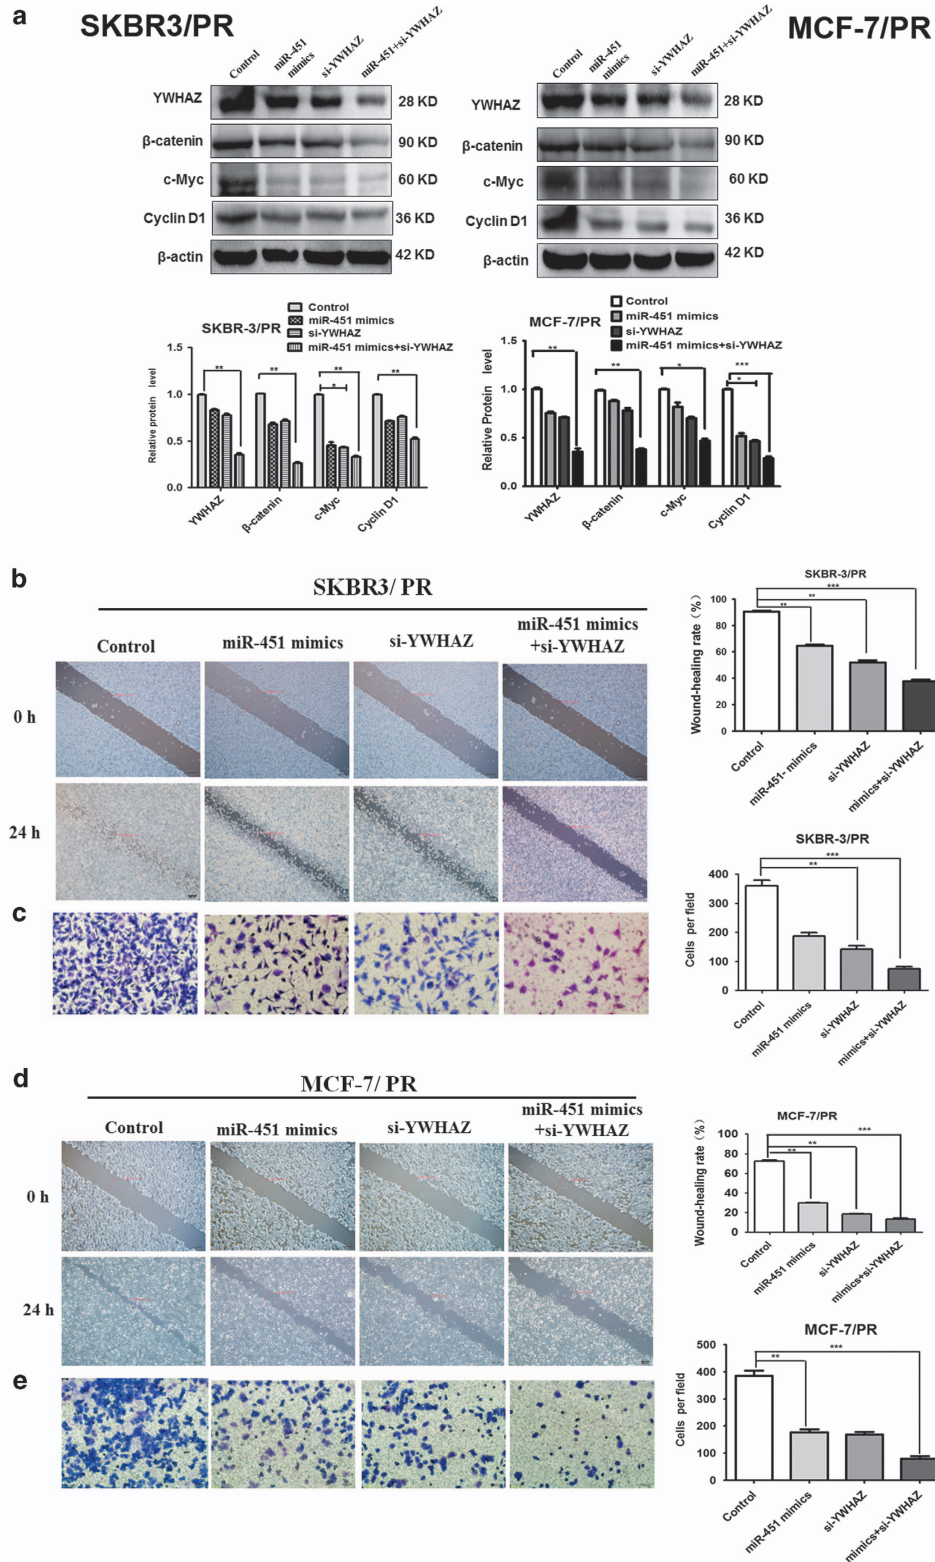 a
SKBR3/PR
MCF-7/PR
Control
miR-451 mimics
si-YWHAZ
miR-451+si-YWHAZ
YWHAZ 28 KD
β-catenin 90 KD
c-Myc 60 KD
Cyclin D1 36 KD
β-actin 42 KD
Control
miR-451 mimics
si-YWHAZ
miR-451+si-YWHAZ
YWHAZ 28 KD
β-catenin 90 KD
c-Myc 60 KD
Cyclin D1 36 KD
β-actin 42 KD
SKBR-3/PR
Control
miR-451 mimics
si-YWHAZ
miR-451 mimics+si-YWHAZ
Relative Protein level
1.5
1.0
0.5
0.0
** ** ** * **
YWHAZ
β-catenin
c-Myc
Cyclin D1
MCF-7/PR
Control
miR-451 mimics
si-YWHAZ
miR-451 mimics+si-YWHAZ
Relative Protein level
1.5
1.0
0.5
0.0
** ** * *** *
YWHAZ
β-catenin
c-Myc
Cyclin D1
b
SKBR3/ PR
Control
miR-451 mimics
si-YWHAZ
miR-451 mimics
+si-YWHAZ
0 h
24 h
SKBR-3/PR
Wound-healing rate (%)
100
80
60
40
20
0
***
**
**
Control
miR-451- mimics
si-YWHAZ
mimics+si-YWHAZ
c
SKBR-3/PR
Cells per field
400
300
200
100
0
***
**
Control
miR-451 mimics
si-YWHAZ
mimics+si-YWHAZ
d
MCF-7/ PR
Control
miR-451 mimics
si-YWHAZ
miR-451 mimics
+si-YWHAZ
0 h
24 h
MCF-7/PR
Wound-healing rate (%)
100
80
60
40
20
0
***
**
**
Control
miR-451 mimics
si-YWHAZ
mimics+si-YWHAZ
e
MCF-7/PR
Cells per field
500
400
300
200
100
0
***
**
Control
miR-451 mimics
si-YWHAZ
mimics+si-YWHAZ